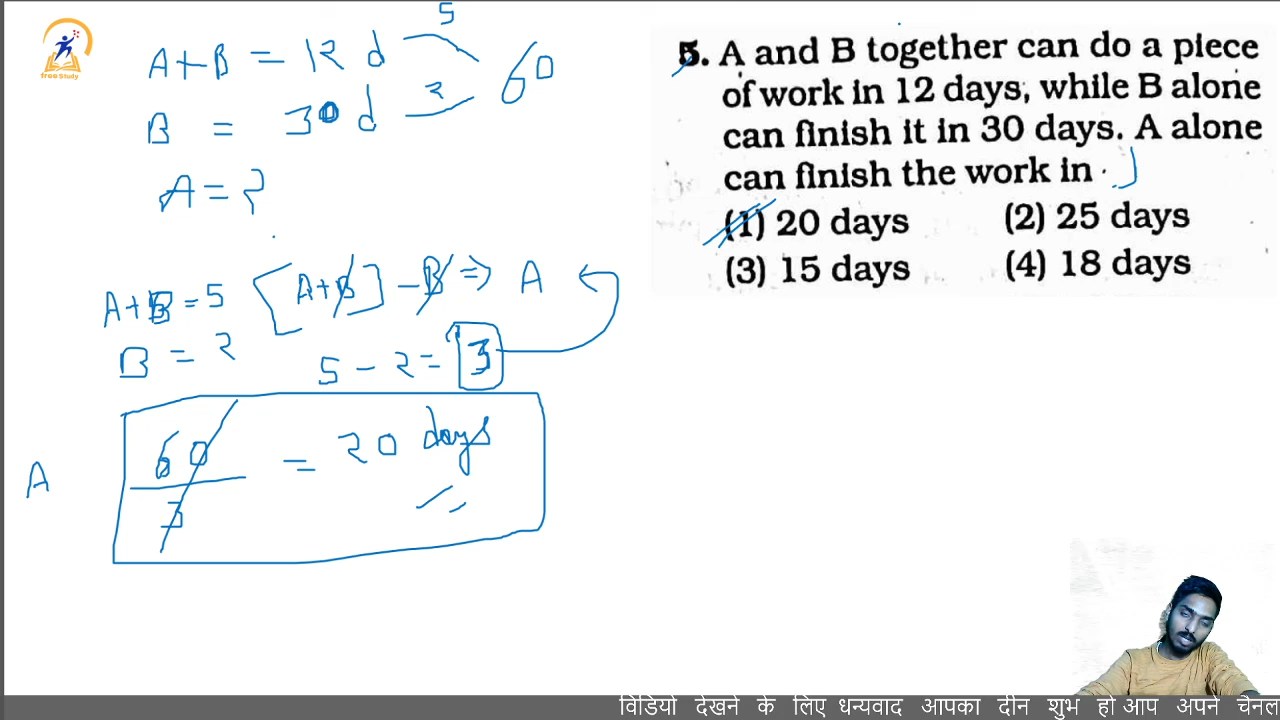 free study
A+B = 12 d
5
B = 30 d
2
60
A = ?
A+B = 5
[A+B] - B => A
B = 2
5 - 2 = 3
A
60
3
= 20 days
5. A and B together can do a piece
of work in 12 days, while B alone
can finish it in 30 days. A alone
can finish the work in
(1) 20 days (2) 25 days
(3) 15 days (4) 18 days
विडियो देखने के लिए धन्यवाद आपका दीन शुभ हो आप अपने चैनल